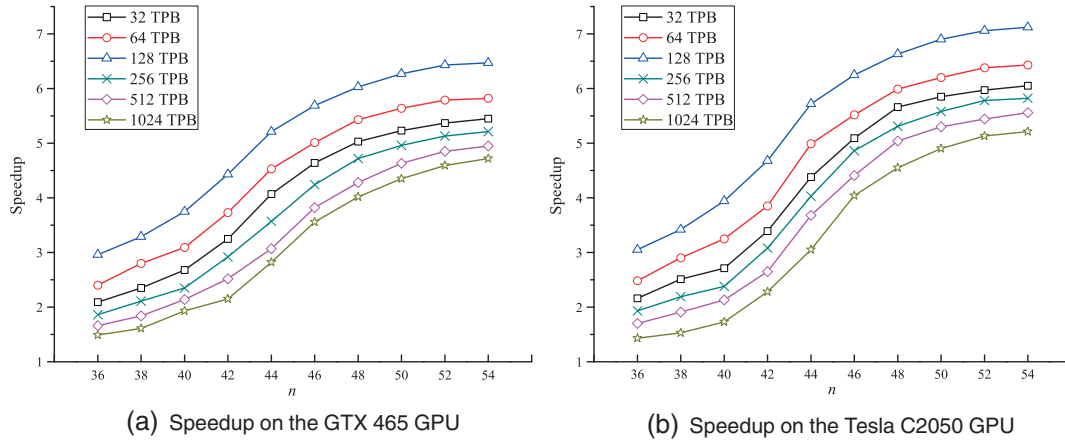 32 TPB
64 TPB
128 TPB
256 TPB
512 TPB
1024 TPB
Speedup
7
6
5
4
3
2
1
36 38 40 42 44 46 48 50 52 54
n
(a) Speedup on the GTX 465 GPU
32 TPB
64 TPB
128 TPB
256 TPB
512 TPB
1024 TPB
Speedup
7
6
5
4
3
2
1
36 38 40 42 44 46 48 50 52 54
n
(b) Speedup on the Tesla C2050 GPU